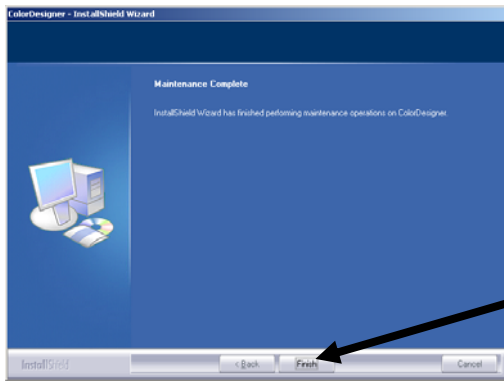 ColorDesigner - InstallShield Wizard
Maintenance Complete
InstallShield Wizard has finished performing maintenance operations on ColorDesigner.
InstallShield
< Back
Finish
Cancel